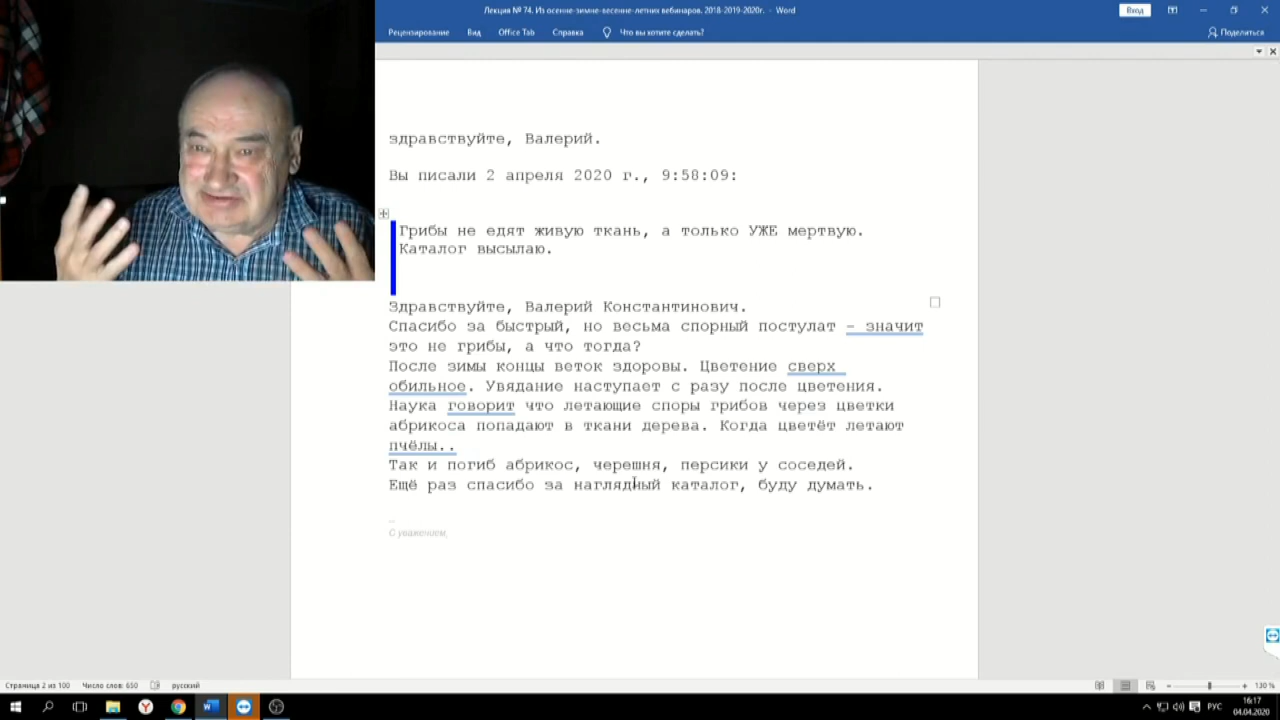 Лекция № 74. Из осенне-зимне-весенне-летних вебинаров. 2018-2019-2020г. - Word
Вход
Рецензирование Вид Office Tab Справка Что вы хотите сделать? Поделиться
здравствуйте, Валерий.
Вы писали 2 апреля 2020 г., 9:58:09:
Грибы не едят живую ткань, а только УЖЕ мертвую.
Каталог высылаю.
Здравствуйте, Валерий Константинович.
Спасибо за быстрый, но весьма спорный постулат – значит
это не грибы, а что тогда?
После зимы концы веток здоровы. Цветение сверх
обильное. Увядание наступает с разу после цветения.
Наука говорит что летающие споры грибов через цветки
абрикоса попадают в ткани дерева. Когда цветёт летают
пчёлы..
Так и погиб абрикос, черешня, персики у соседей.
Ещё раз спасибо за наглядный каталог, буду думать.
--
С уважением,
Страница 2 из 100 Число слов: 650 русский 130 %
РУС 16:17
04.04.2020